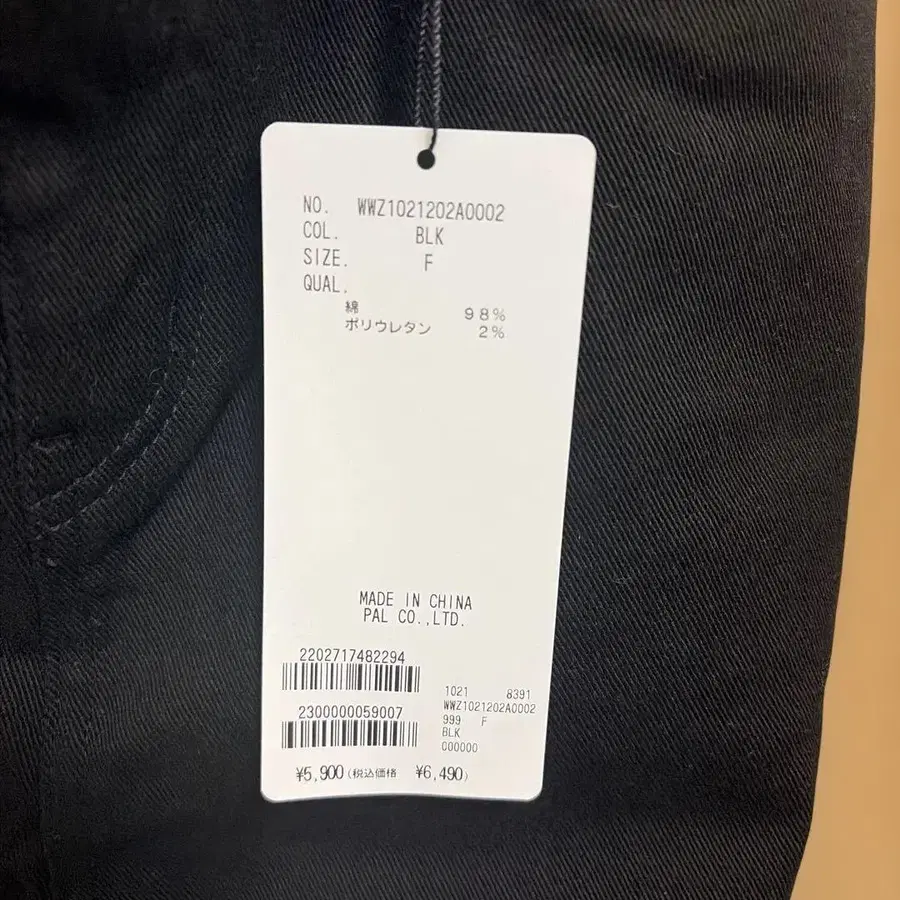 NO. WWZ1021202A0002
COL. BLK
SIZE. F
QUAL.
綿 98%
ポリウレタン 2%
MADE IN CHINA
PAL CO.,LTD.
2202717482294
2300000059007
1021 8391
WWZ1021202A0002
999 F
BLK
000000
¥5,900(税込価格 ¥6,490)